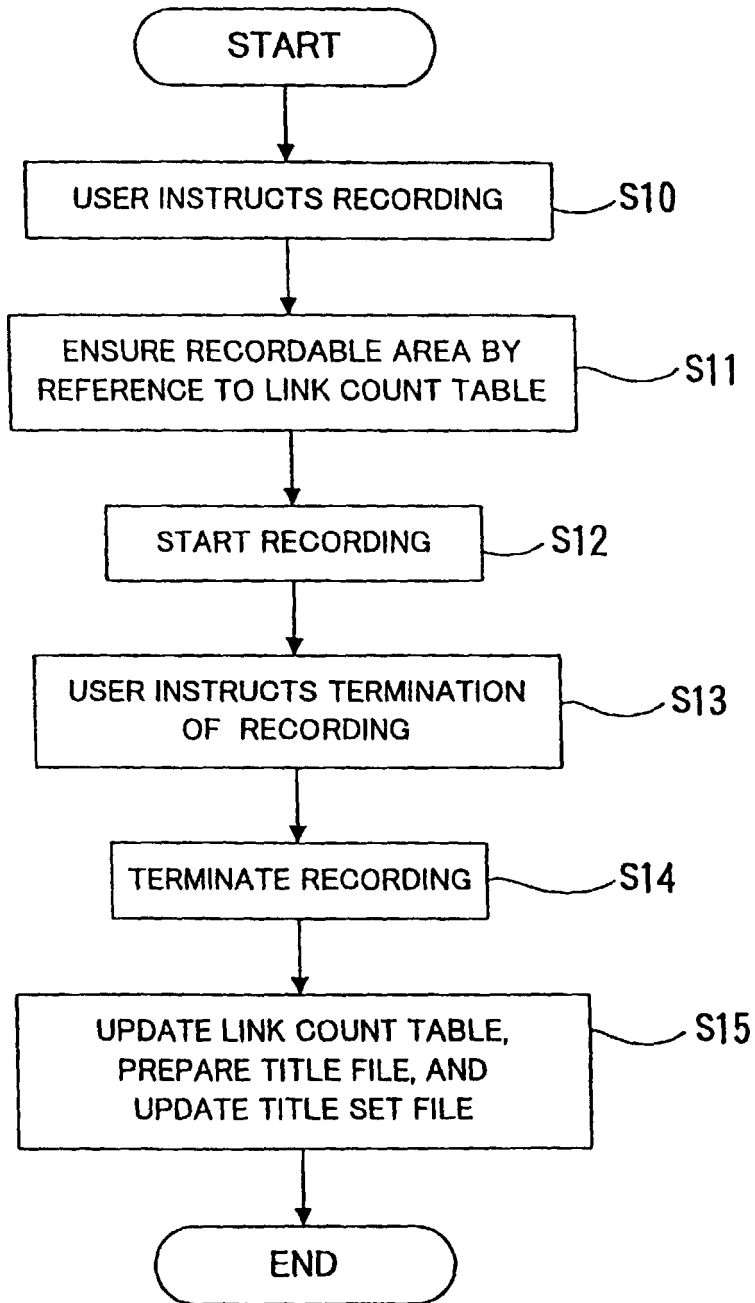 START
USER INSTRUCTS RECORDING
S10
ENSURE RECORDABLE AREA BY
REFERENCE TO LINK COUNT TABLE
S11
START RECORDING
S12
USER INSTRUCTS TERMINATION
OF RECORDING
S13
TERMINATE RECORDING
S14
UPDATE LINK COUNT TABLE,
PREPARE TITLE FILE, AND
UPDATE TITLE SET FILE
S15
END